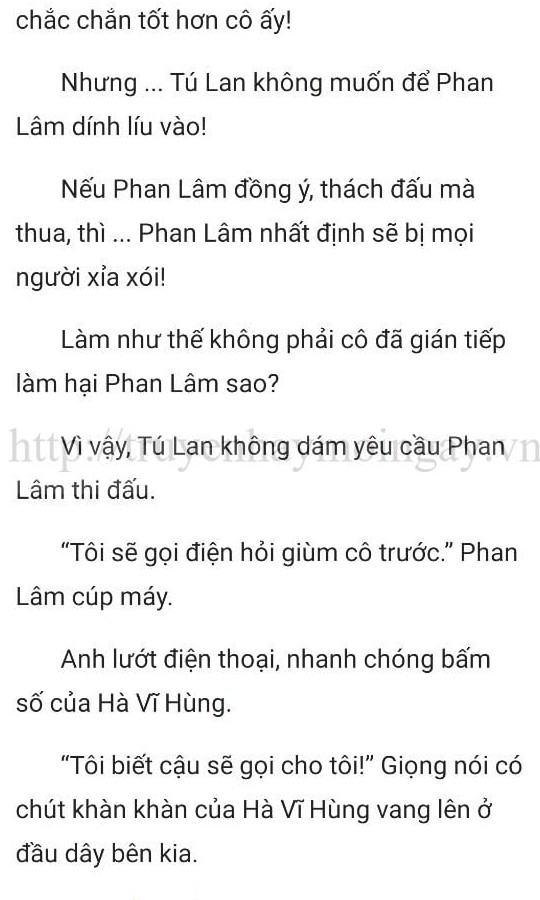 chắc chắn tốt hơn cô ấy!
Nhưng ... Tú Lan không muốn để Phan
Lâm dính líu vào!
Nếu Phan Lâm đồng ý, thách đấu mà
thua, thì ... Phan Lâm nhất định sẽ bị mọi
người xỉa xói!
Làm như thế không phải cô đã gián tiếp
làm hại Phan Lâm sao?
http://truyenhaymoingay.vn
Vì vậy, Tú Lan không dám yêu cầu Phan
Lâm thi đấu.
“Tôi sẽ gọi điện hỏi giùm cô trước.” Phan
Lâm cúp máy.
Anh lướt điện thoại, nhanh chóng bấm
số của Hà Vĩ Hùng.
“Tôi biết cậu sẽ gọi cho tôi!” Giọng nói có
chút khàn khàn của Hà Vĩ Hùng vang lên ở
đầu dây bên kia.